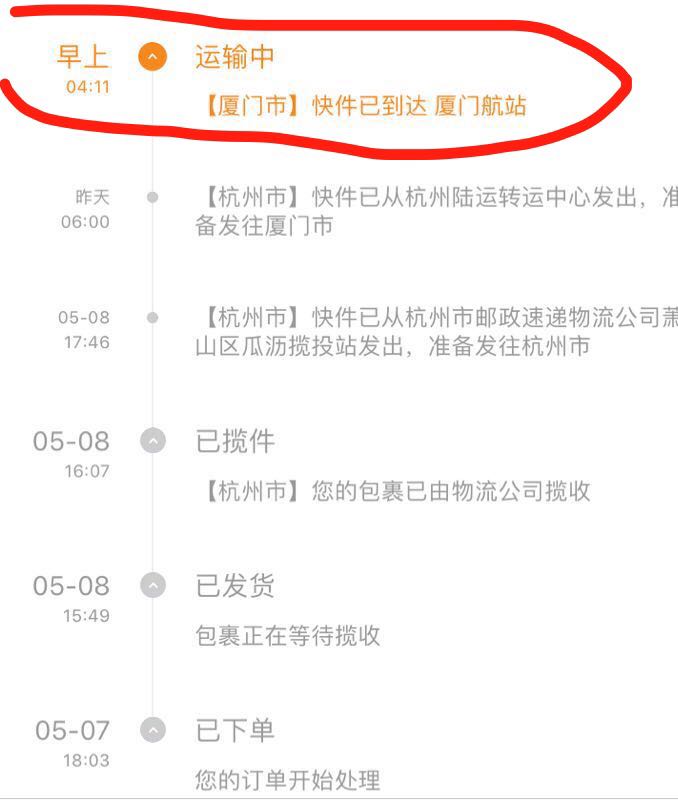 早上 运输中
04:11
【厦门市】快件已到达 厦门航站
昨天 【杭州市】快件已从杭州陆运转运中心发出，准
06:00 备发往厦门市
05-08 【杭州市】快件已从杭州市邮政速递物流公司萧
17:46 山区瓜沥揽投站发出，准备发往杭州市
05-08 已揽件
16:07
【杭州市】您的包裹已由物流公司揽收
05-08 已发货
15:49
包裹正在等待揽收
05-07 已下单
18:03
您的订单开始处理